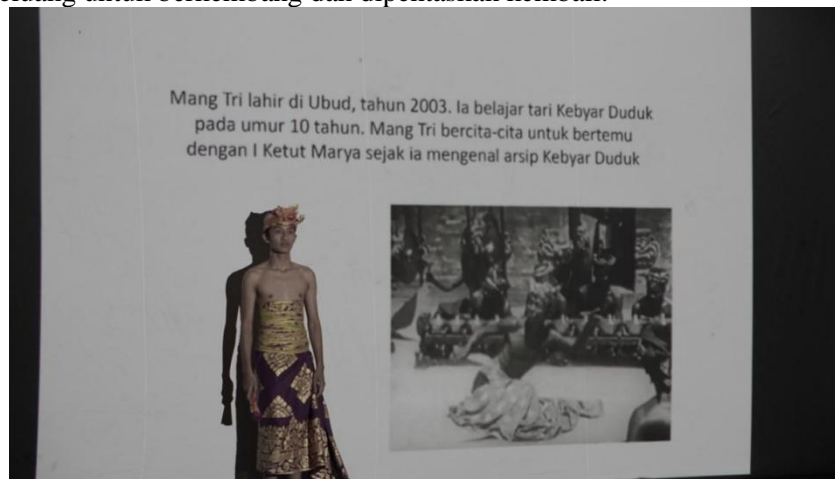 Mang Tri lahir di Ubud, tahun 2003. Ia belajar tari Kebyar Duduk
pada umur 10 tahun. Mang Tri bercita-cita untuk bertemu
dengan I Ketut Marya sejak ia mengenal arsip Kebyar Duduk